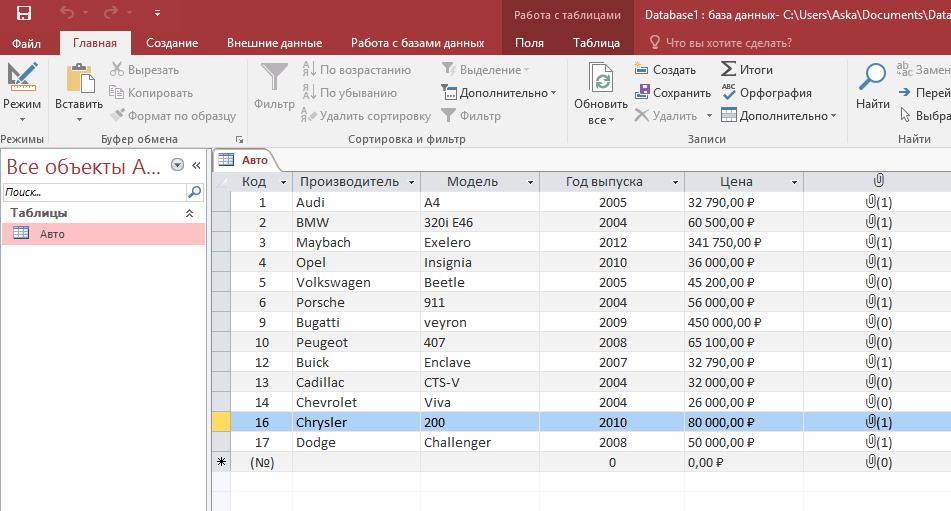 Работа с таблицами Database1 : база данных- C:\Users\Aska\Documents\Data
Файл Главная Создание Внешние данные Работа с базами данных Поля Таблица Что вы хотите сделать?
Режим
Режимы
Вставить
Вырезать
Копировать
Формат по образцу
Буфер обмена
Фильтр
По возрастанию
По убыванию
Удалить сортировку
Выделение
Дополнительно
Фильтр
Сортировка и фильтр
Обновить
все
Создать
Сохранить
Удалить
Итоги
ABC Орфография
Дополнительно
Записи
Найти
ab ac Замен
Перей
Выбра
Найти
Все объекты A... «
Поиск...
Таблицы
Авто
Авто
Код Производитель Модель Год выпуска Цена
1 Audi A4 2005 32 790,00 ₽ (1)
2 BMW 320i E46 2004 60 500,00 ₽ (1)
3 Maybach Exelero 2012 341 750,00 ₽ (1)
4 Opel Insignia 2010 36 000,00 ₽ (1)
5 Volkswagen Beetle 2005 45 200,00 ₽ (0)
6 Porsche 911 2004 56 000,00 ₽ (1)
9 Bugatti veyron 2009 450 000,00 ₽ (0)
10 Peugeot 407 2008 65 100,00 ₽ (0)
12 Buick Enclave 2007 32 790,00 ₽ (1)
13 Cadillac CTS-V 2004 32 000,00 ₽ (0)
14 Chevrolet Viva 2004 26 000,00 ₽ (0)
16 Chrysler 200 2010 80 000,00 ₽ (1)
17 Dodge Challenger 2008 50 000,00 ₽ (1)
* (№) 0 0,00 ₽ (0)